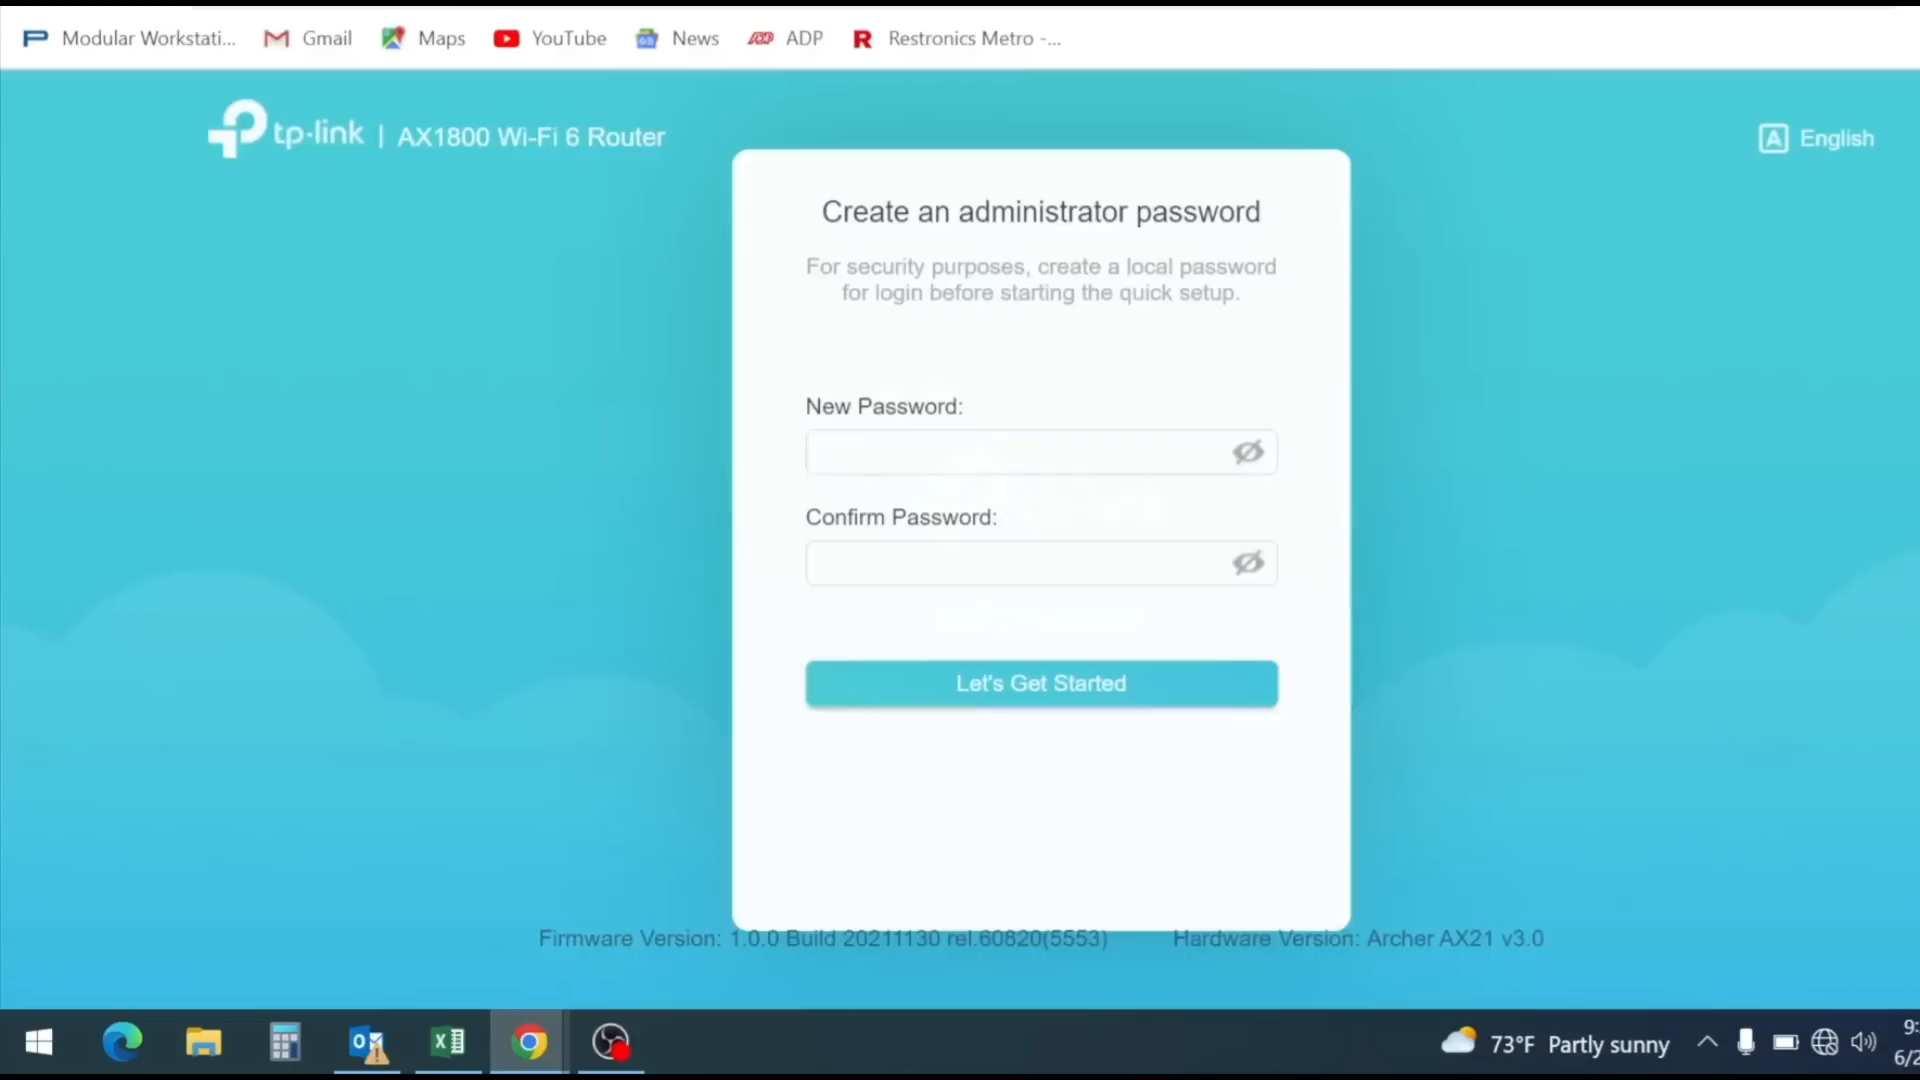 Modular Workstati... Gmail Maps YouTube News ADP Restronics Metro -...
tp-link | AX1800 Wi-Fi 6 Router
English
Create an administrator password
For security purposes, create a local password
for login before starting the quick setup.
New Password:
Confirm Password:
Let's Get Started
Firmware Version: 1.0.0 Build 20211130 rel.60820(5553) Hardware Version: Archer AX21 v3.0
73°F Partly sunny
9:
6/2